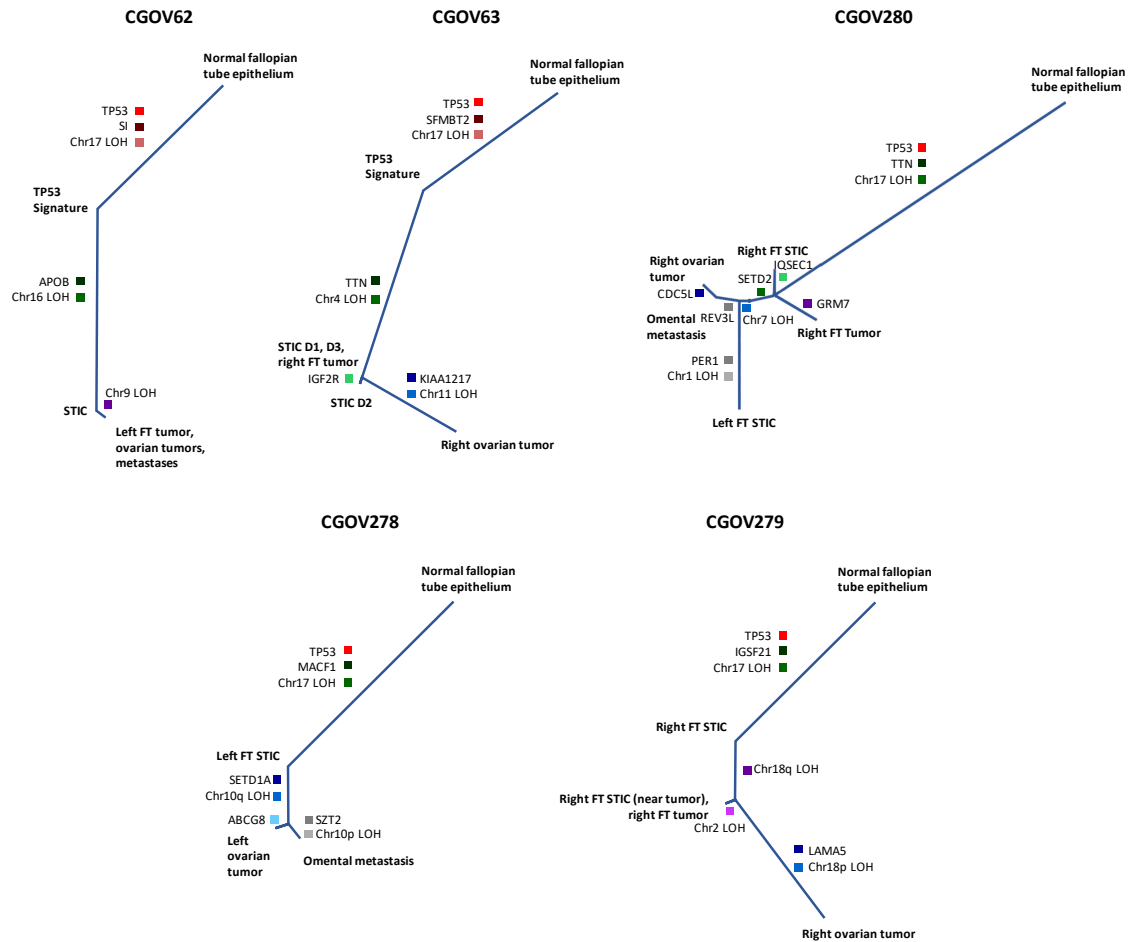 CGOV62
Normal fallopian
tube epithelium
TP53
SI
Chr17 LOH
TP53
Signature
APOB
Chr16 LOH
Chr9 LOH
STIC
Left FT tumor,
ovarian tumors,
metastases
CGOV63
Normal fallopian
tube epithelium
TP53
SFMBT2
Chr17 LOH
TP53
Signature
TTN
Chr4 LOH
STIC D1, D3,
right FT tumor
IGF2R
STIC D2
KIAA1217
Chr11 LOH
Right ovarian tumor
CGOV280
Normal fallopian
tube epithelium
TP53
TTN
Chr17 LOH
Right FT STIC
IQSEC1
Right ovarian
tumor
SETD2
CDC5L
GRM7
REV3L
Chr7 LOH
Omental
metastasis
Right FT Tumor
PER1
Chr1 LOH
Left FT STIC
CGOV278
Normal fallopian
tube epithelium
TP53
MACF1
Chr17 LOH
Left FT STIC
SETD1A
Chr10q LOH
ABCG8
SZT2
Chr10p LOH
Left
ovarian
tumor
Omental metastasis
CGOV279
Normal fallopian
tube epithelium
TP53
IGSF21
Chr17 LOH
Right FT STIC
Chr18q LOH
Right FT STIC (near tumor),
right FT tumor
Chr2 LOH
LAMA5
Chr18p LOH
Right ovarian tumor